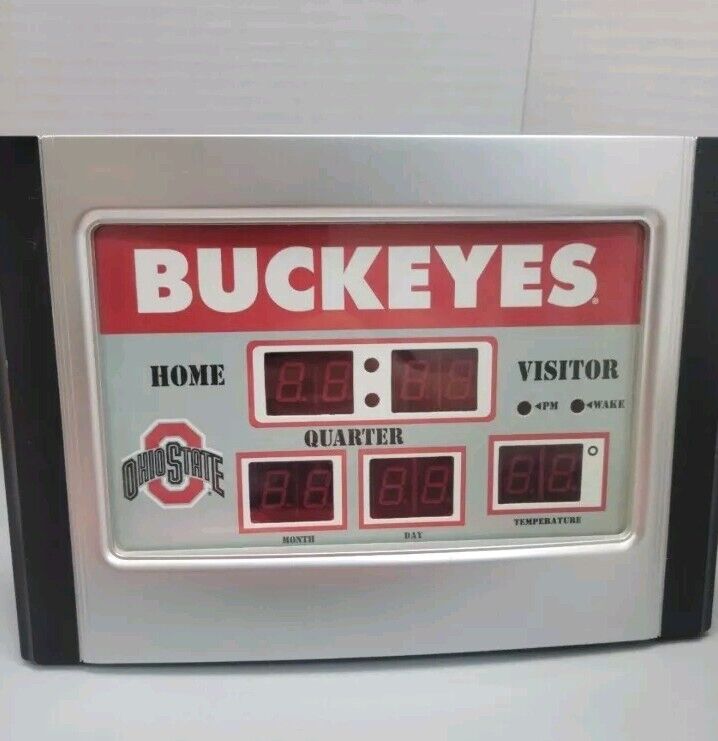 BUCKEYES®
HOME
VISITOR
◄PM ◄WAKE
QUARTER
OHIO STATE
MONTH
DAY
TEMPERATURE